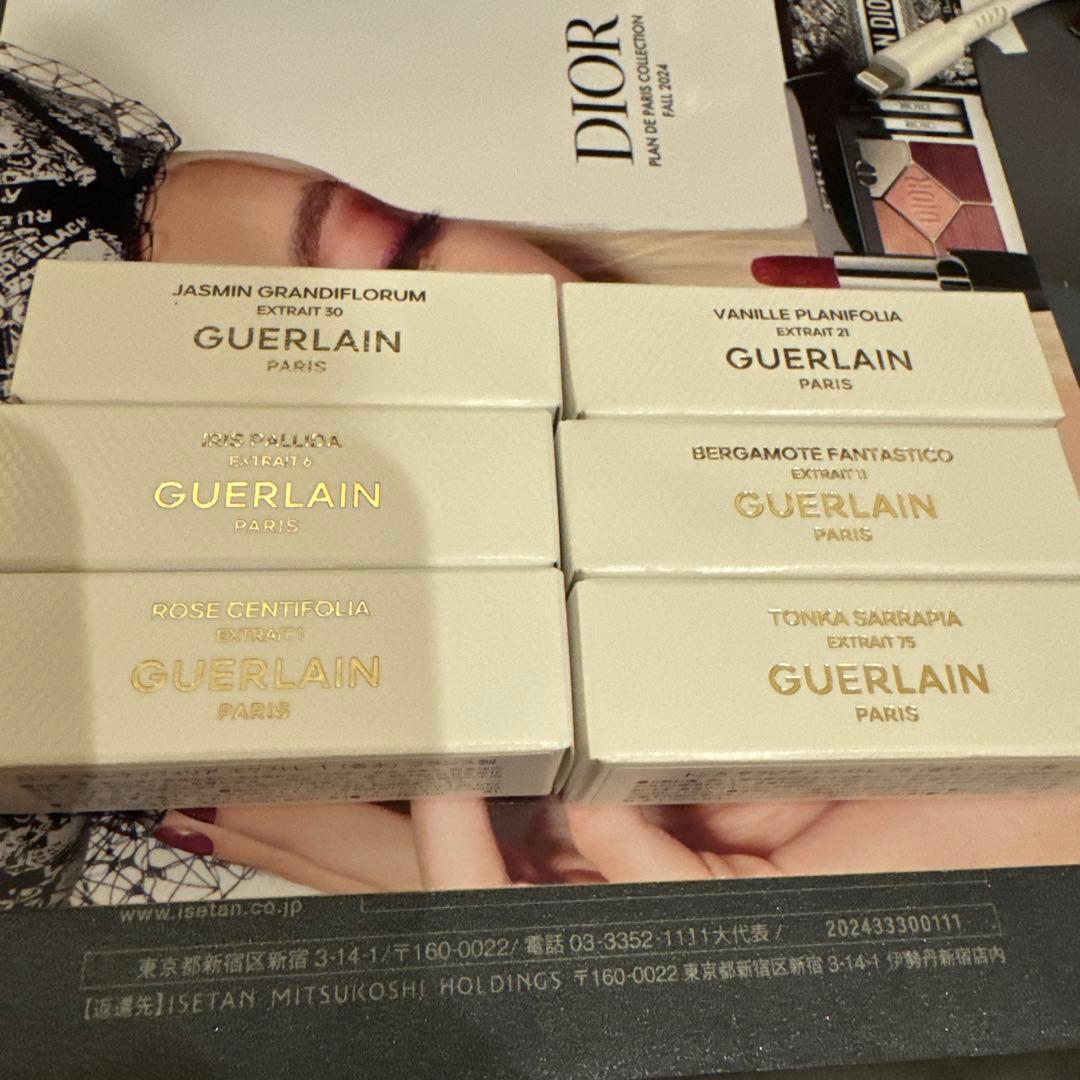 DIOR
PLAN DE PARIS COLLECTION
FALL 2024
DIOR
JASMIN GRANDIFLORUM
EXTRAIT 30
GUERLAIN
PARIS
VANILLE PLANIFOLIA
EXTRAIT 21
GUERLAIN
PARIS
IRIS PALLIDA
EXTRAIT 6
GUERLAIN
PARIS
BERGAMOTE FANTASTICO
EXTRAIT 11
GUERLAIN
PARIS
ROSE CENTIFOLIA
EXTRAIT 1
GUERLAIN
PARIS
TONKA SARRAPIA
EXTRAIT 75
GUERLAIN
PARIS
www.isetan.co.jp
東京都新宿区新宿 3-14-1/〒160-0022/ 電話 03-3352-1111大代表 / 202433300111
【返還先】ISETAN MITSUKOSHI HOLDINGS 〒160-0022 東京都新宿区新宿 3-14-1 伊勢丹新宿店内